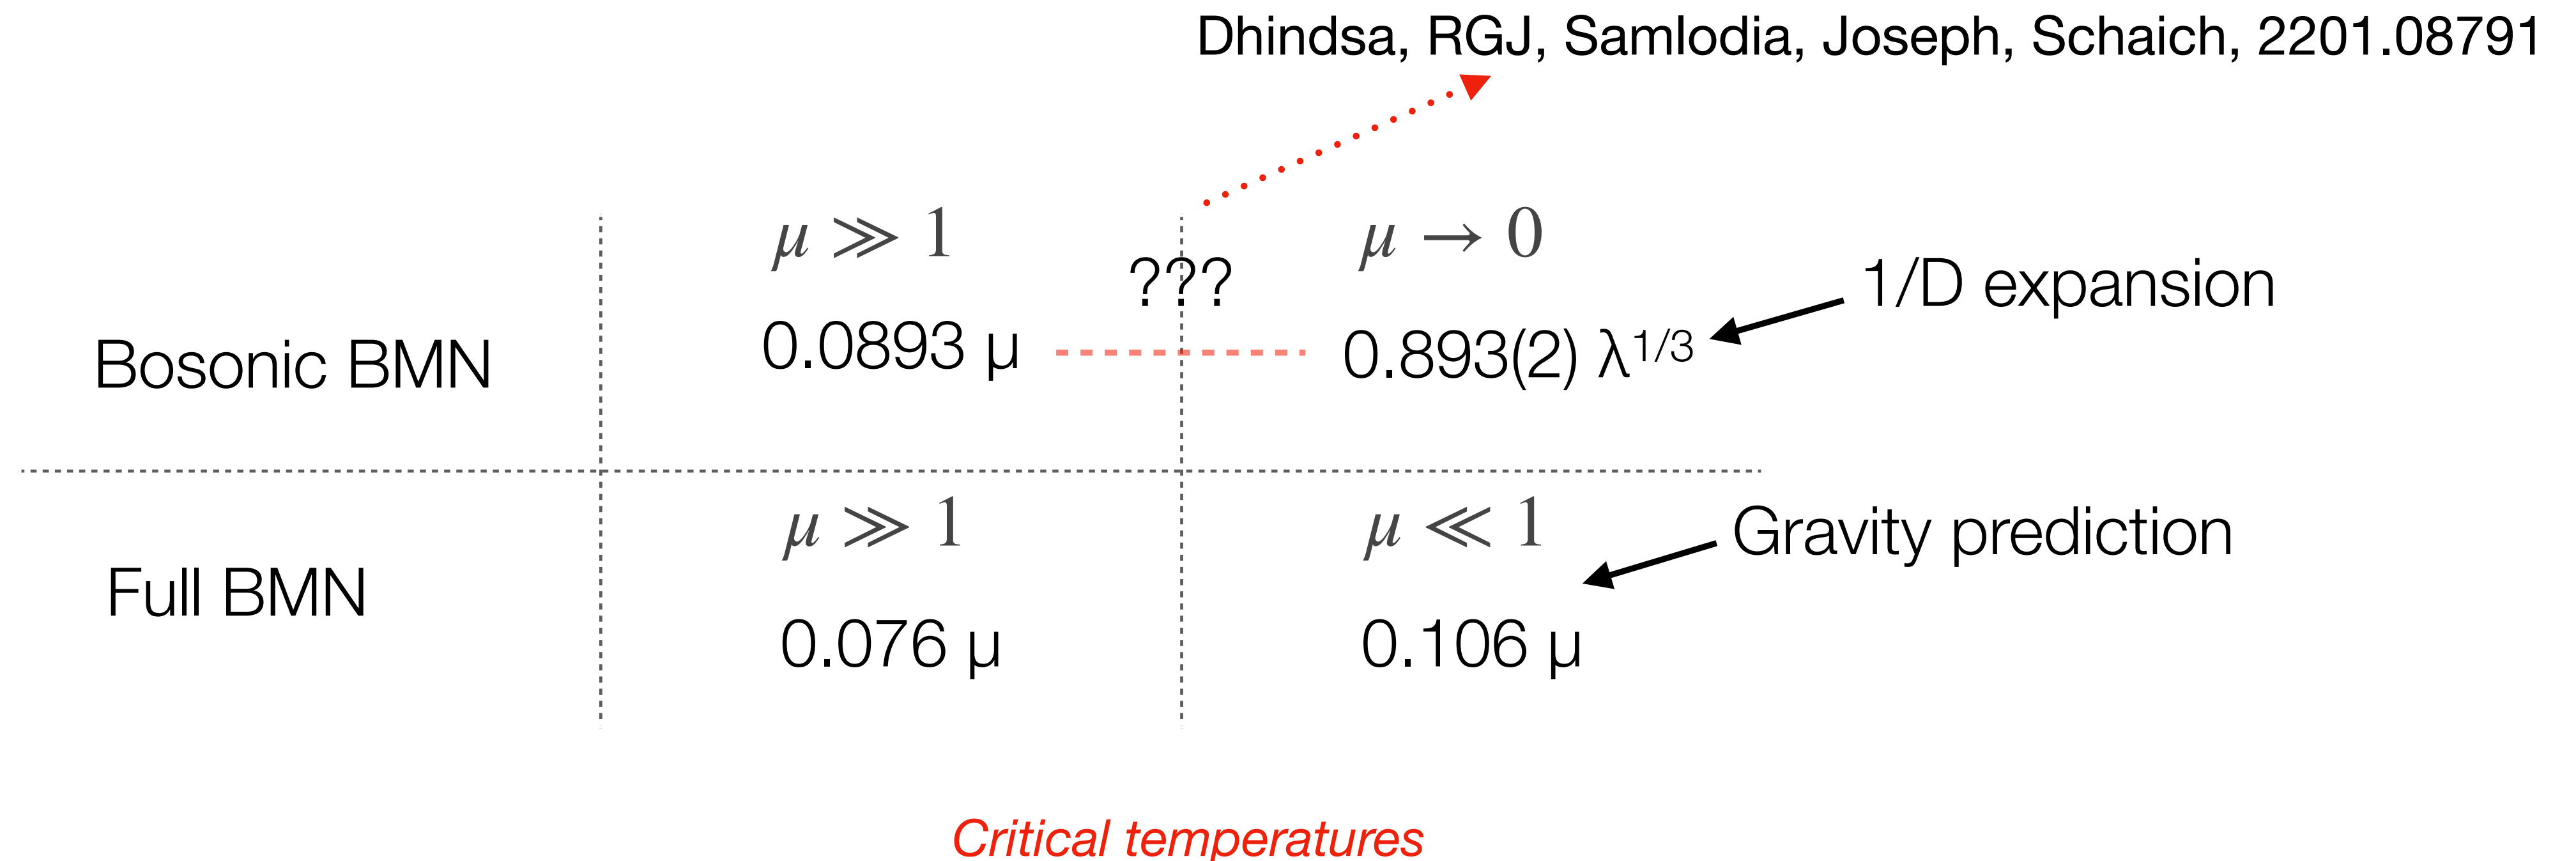 Dhindsa, RGJ, Samlodia, Joseph, Schaich, 2201.08791
μ ≫ 1
μ → 0
???
1/D expansion
Bosonic BMN
0.0893 μ
0.893(2) λ^{1/3}
μ ≫ 1
μ ≪ 1
Gravity prediction
Full BMN
0.076 μ
0.106 μ
Critical temperatures